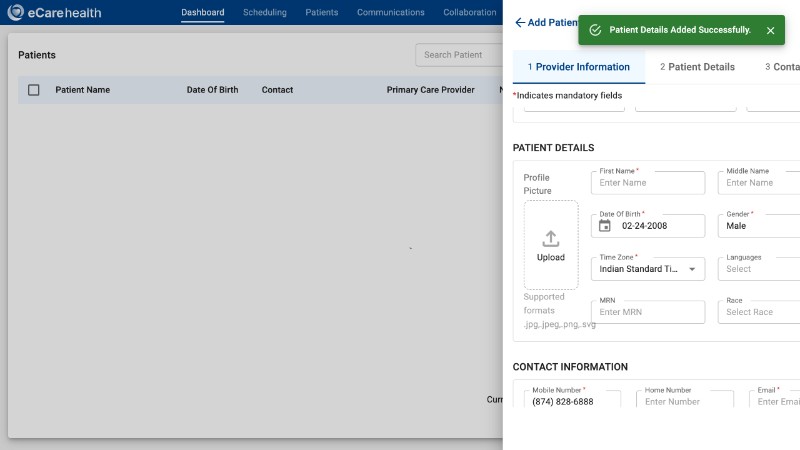 eCarehealth
Dashboard Scheduling Patients Communications Collaboration
Patients
Search Patient
Patient Name Date Of Birth Contact Primary Care Provider N
Curr
Add Patien
Patient Details Added Successfully.
1 Provider Information 2 Patient Details 3 Conta
*Indicates mandatory fields
PATIENT DETAILS
Profile
Picture
Upload
Supported
formats
.jpg,.jpeg,.png,.svg
First Name *
Enter Name
Middle Name
Enter Name
Date Of Birth *
02-24-2008
Gender *
Male
Time Zone *
Indian Standard Ti...
Languages
Select
MRN
Enter MRN
Race
Select Race
CONTACT INFORMATION
Mobile Number *
(874) 828-6888
Home Number
Enter Number
Email *
Enter Emai